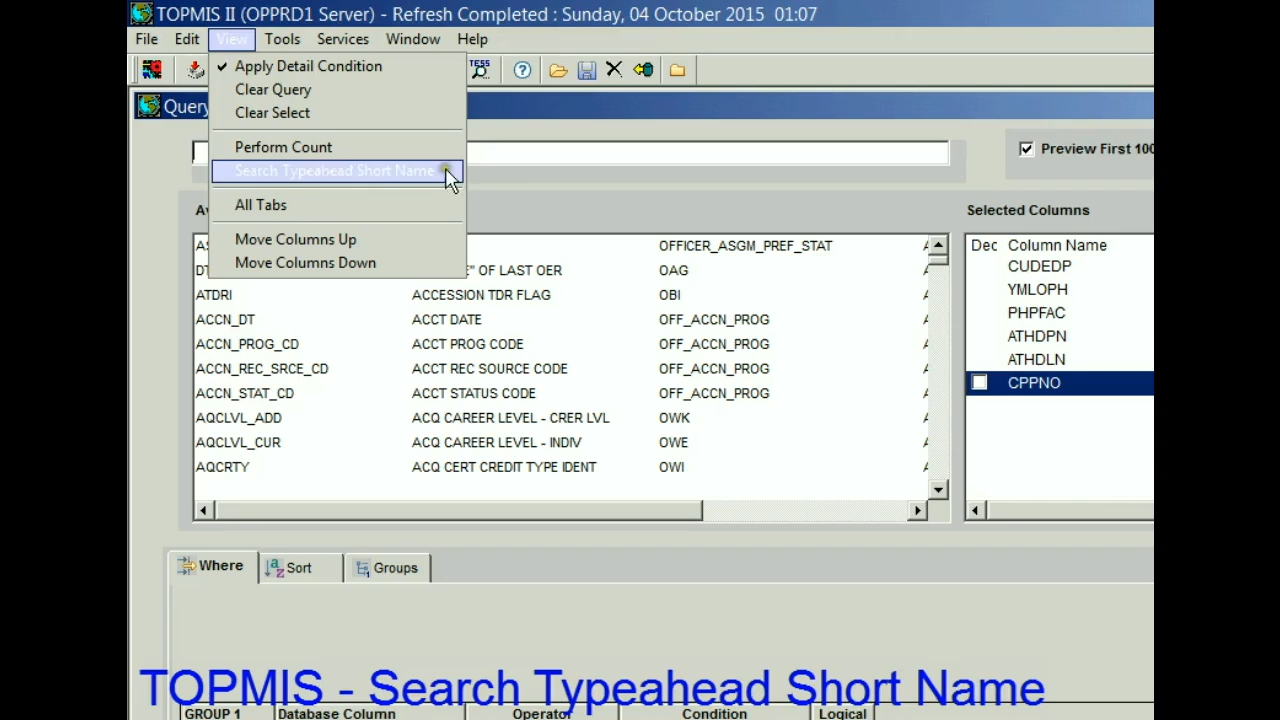 TOPMIS II (OPPRD1 Server) - Refresh Completed : Sunday, 04 October 2015 01:07
File Edit View Tools Services Window Help
TESS
Apply Detail Condition
Clear Query
Clear Select
Perform Count
Search Typeahead Short Name
All Tabs
Move Columns Up
Move Columns Down
Query
Preview First 100
Selected Columns
Dec Column Name
CUDEDP
YMLOPH
PHPFAC
ATHDPN
ATHDLN
CPPNO
OFFICER_ASGM_PREF_STAT
OF LAST OER OAG
ATDRI ACCESSION TDR FLAG OBI
ACCN_DT ACCT DATE OFF_ACCN_PROG
ACCN_PROG_CD ACCT PROG CODE OFF_ACCN_PROG
ACCN_REC_SRCE_CD ACCT REC SOURCE CODE OFF_ACCN_PROG
ACCN_STAT_CD ACCT STATUS CODE OFF_ACCN_PROG
AQCLVL_ADD ACQ CAREER LEVEL - CRER LVL OWK
AQCLVL_CUR ACQ CAREER LEVEL - INDIV OWE
AQCRTY ACQ CERT CREDIT TYPE IDENT OWI
Where Sort Groups
TOPMIS - Search Typeahead Short Name
GROUP 1 Database Column Operator Condition Logical